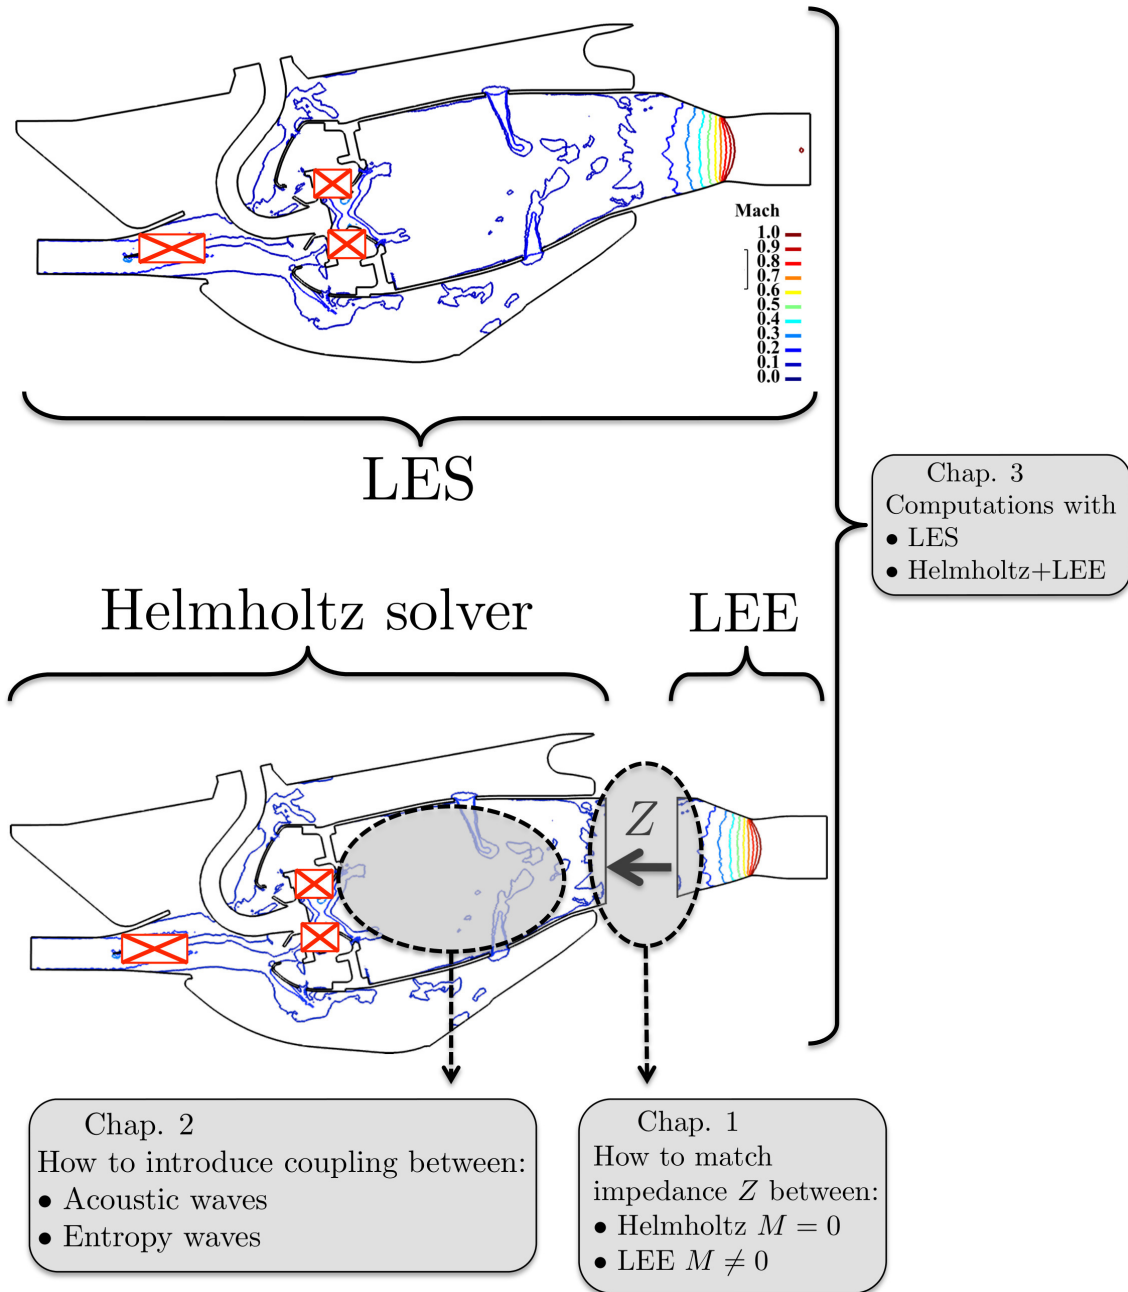 Mach
1.0
0.9
0.8
0.7
0.6
0.5
0.4
0.3
0.2
0.1
0.0
LES
Chap. 3
Computations with
• LES
• Helmholtz+LEE
Helmholtz solver
LEE
Z
Chap. 2
How to introduce coupling between:
• Acoustic waves
• Entropy waves
Chap. 1
How to match
impedance Z between:
• Helmholtz M = 0
• LEE M ≠ 0